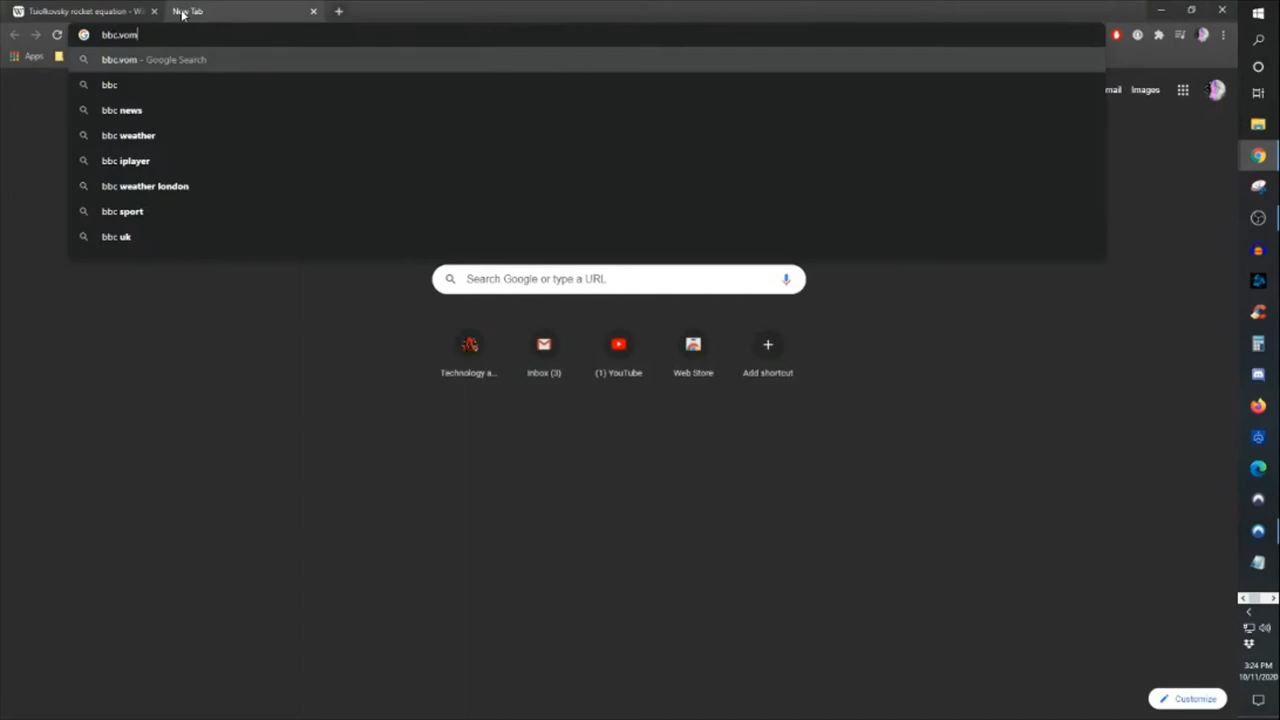 Tsiolkovsky rocket equation - Wi
New Tab
bbc.vom
Apps
bbc.vom - Google Search
bbc
bbc news
bbc weather
bbc iplayer
bbc weather london
bbc sport
bbc uk
mail
Images
Search Google or type a URL
Technology a...
Inbox (3)
(1) YouTube
Web Store
Add shortcut
3:24 PM
10/11/2020
Customize